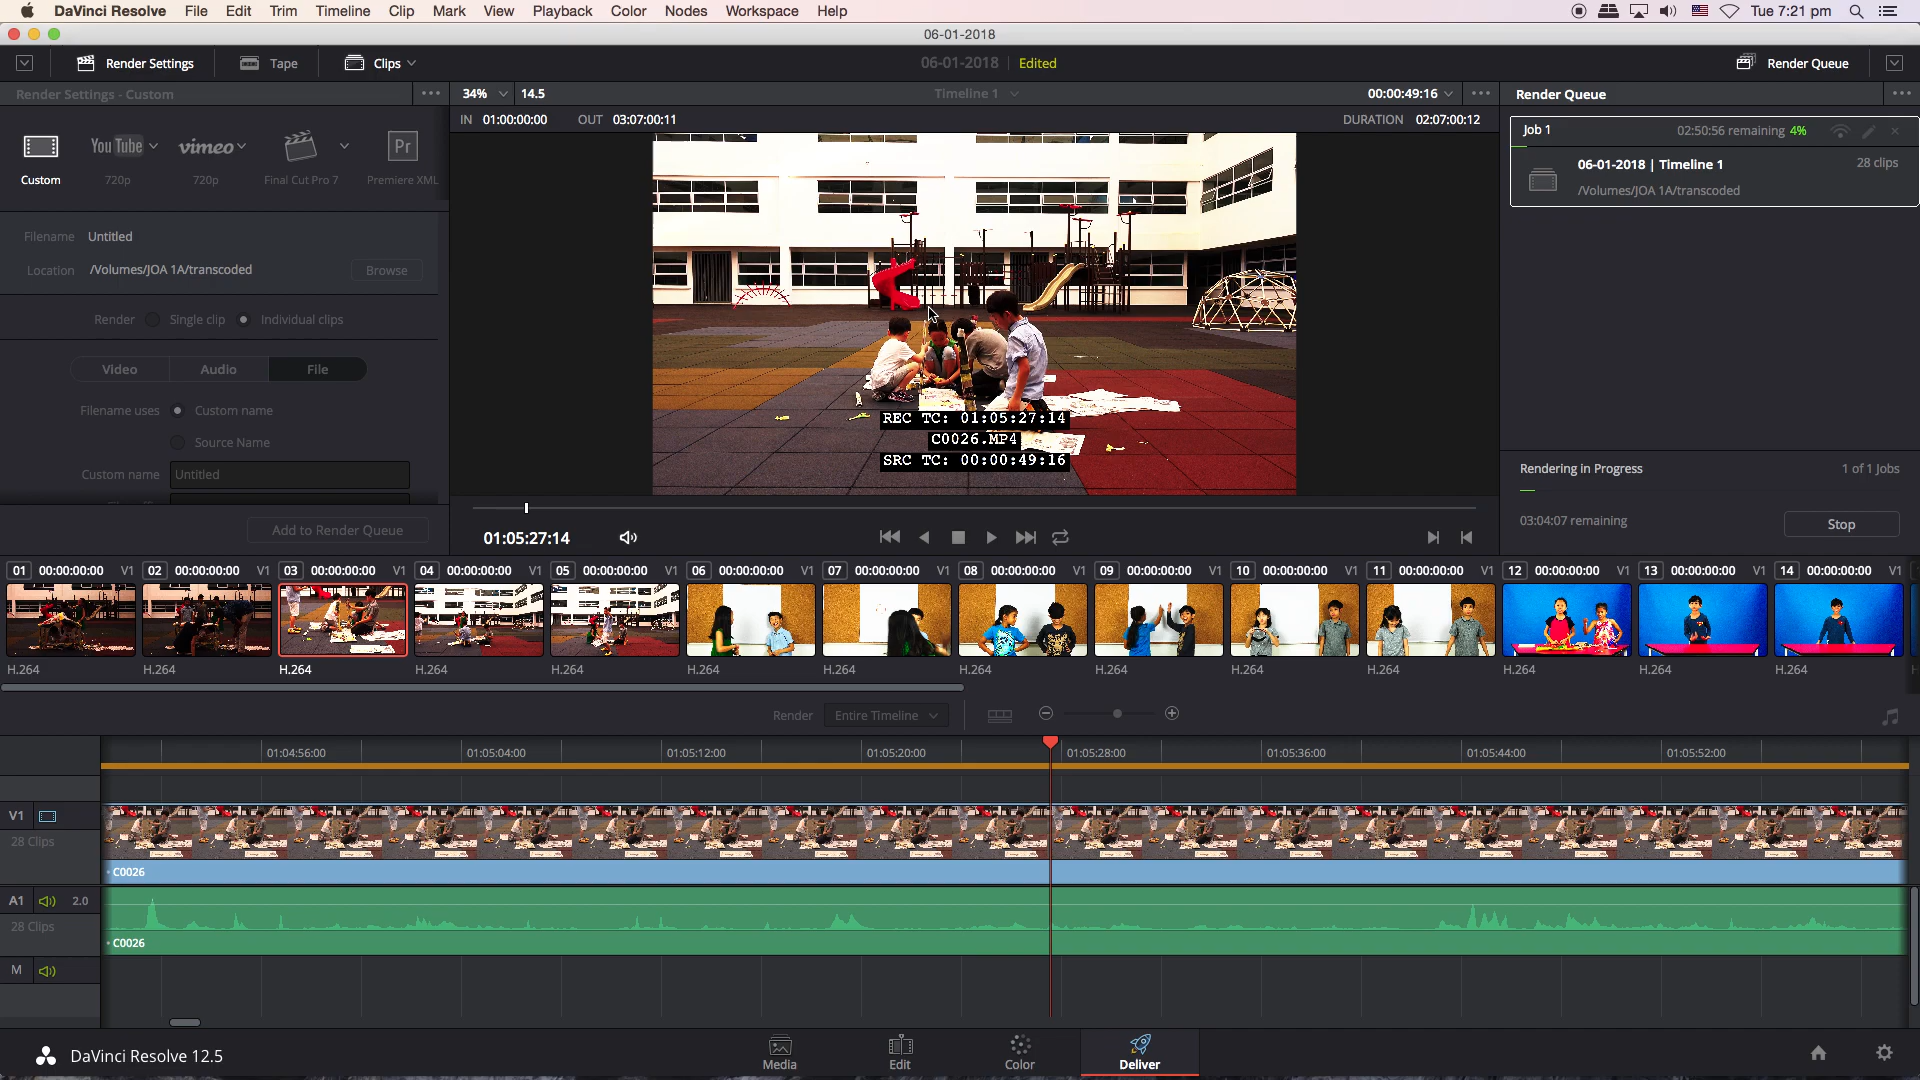 DaVinci Resolve File Edit Trim Timeline Clip Mark View Playback Color Nodes Workspace Help Tue 7:21 pm
06-01-2018
Render Settings Tape Clips 06-01-2018 Edited Render Queue
Render Settings - Custom 34% 14.5 Timeline 1 00:00:49:16 Render Queue
IN 01:00:00:00 OUT 03:07:00:11 DURATION 02:07:00:12
Job 1 02:50:56 remaining 4%
06-01-2018 | Timeline 1 28 clips
/Volumes/JOA 1A/transcoded
YouTube vimeo Pr
Custom 720p 720p Final Cut Pro 7 Premiere XML
Filename Untitled
Location /Volumes/JOA 1A/transcoded Browse
Render Single clip Individual clips
Video Audio File
Filename uses Custom name
Source Name
Custom name Untitled
Add to Render Queue
REC TC: 01:05:27:14
C0026.MP4
SRC TC: 00:00:49:16
01:05:27:14
Rendering in Progress 1 of 1 Jobs
03:04:07 remaining Stop
01 00:00:00:00 V1 02 00:00:00:00 V1 03 00:00:00:00 V1 04 00:00:00:00 V1 05 00:00:00:00 V1 06 00:00:00:00 V1 07 00:00:00:00 V1 08 00:00:00:00 V1 09 00:00:00:00 V1 10 00:00:00:00 V1 11 00:00:00:00 V1 12 00:00:00:00 V1 13 00:00:00:00 V1 14 00:00:00:00 V1
H.264 H.264 H.264 H.264 H.264 H.264 H.264 H.264 H.264 H.264 H.264 H.264 H.264 H.264
Render Entire Timeline
01:04:56:00 01:05:04:00 01:05:12:00 01:05:20:00 01:05:28:00 01:05:36:00 01:05:44:00 01:05:52:00
V1
28 Clips
C0026
A1 2.0
28 Clips
C0026
M
DaVinci Resolve 12.5 Media Edit Color Deliver